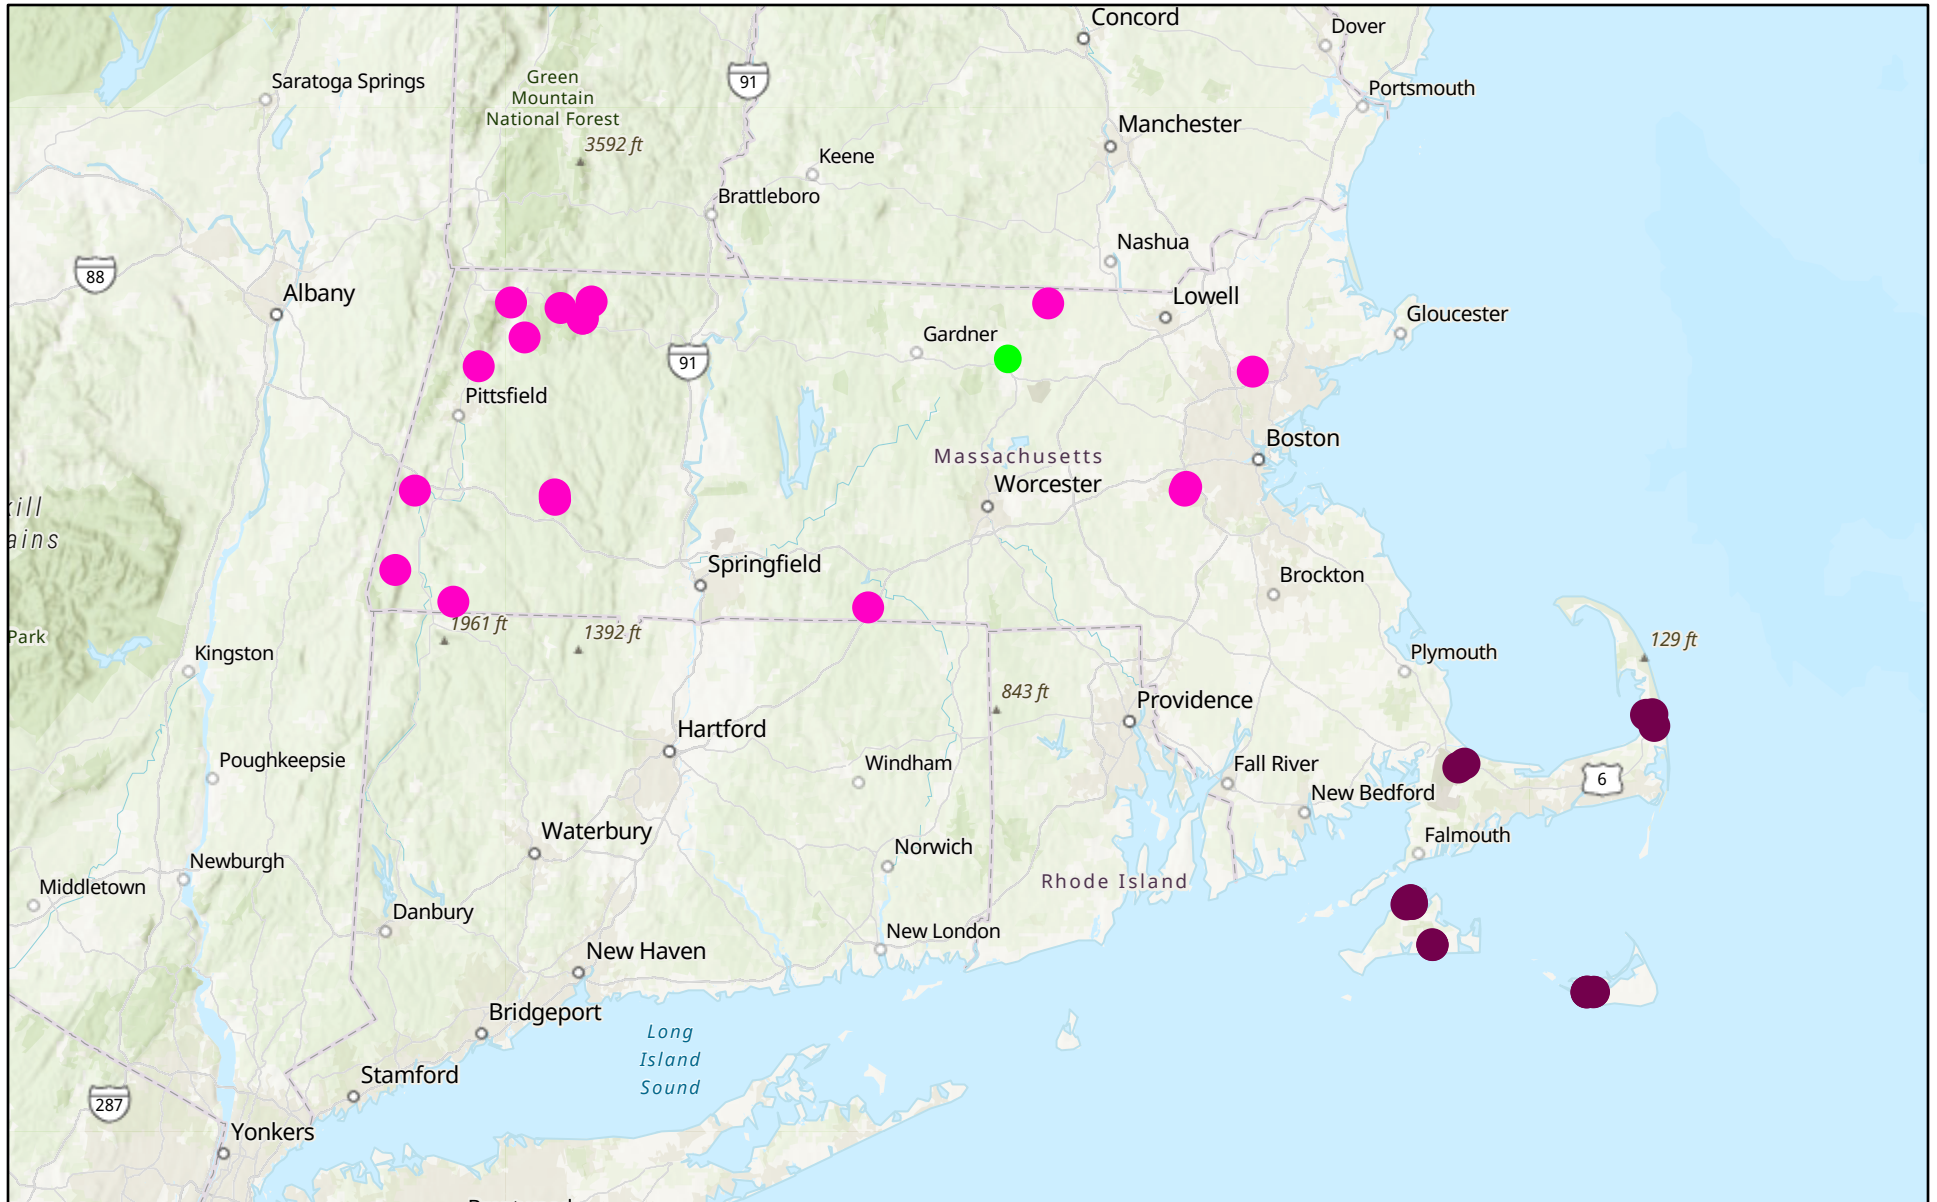 Concord
Dover
Saratoga Springs
Green
Mountain
National Forest
91
Portsmouth
3592 ft
Manchester
Keene
Brattleboro
Nashua
88
Albany
Lowell
Gloucester
Gardner
91
Pittsfield
Boston
Massachusetts
Worcester
kill
ains
Springfield
Brockton
1961 ft
1392 ft
Park
129 ft
Kingston
Plymouth
843 ft
Providence
Hartford
Poughkeepsie
Windham
Fall River
6
New Bedford
Waterbury
Falmouth
Norwich
Newburgh
Middletown
Rhode Island
Danbury
New London
New Haven
Bridgeport
Long
Island
Sound
Stamford
287
Yonkers